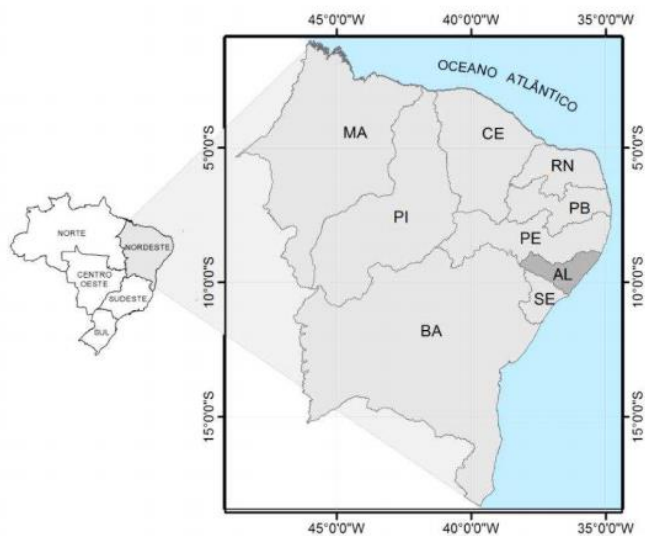 45°0'0"W 40°0'0"W 35°0'0"W
OCEANO ATLÂNTICO
MA
CE
5°0'0"S
5°0'0"S
RN
PB
PI
NORTE
PE
NORDESTE
CENTRO
OESTE
AL
10°0'0"S
10°0'0"S
SE
SUDESTE
BA
SUL
15°0'0"S
15°0'0"S
45°0'0"W 40°0'0"W 35°0'0"W